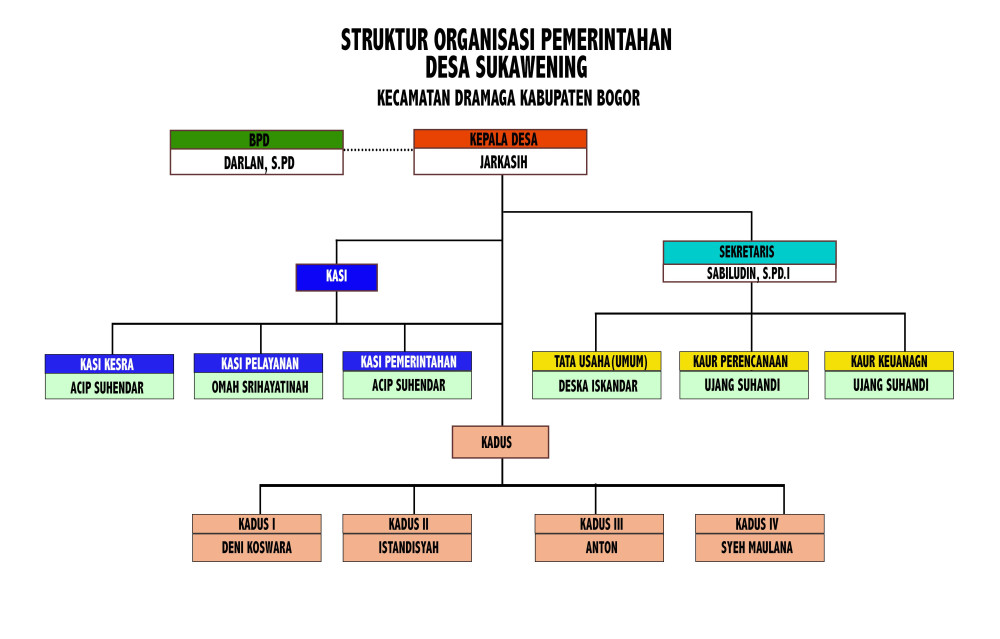 STRUKTUR ORGANISASI PEMERINTAHAN
DESA SUKAWENING
KECAMATAN DRAMAGA KABUPATEN BOGOR
BPD
DARLAN, S.PD
KEPALA DESA
JARKASIH
SEKRETARIS
SABILUDIN, S.PD.I
KASI
KASI KESRA
ACIP SUHENDAR
KASI PELAYANAN
OMAH SRIHAYATINAH
KASI PEMERINTAHAN
ACIP SUHENDAR
TATA USAHA(UMUM)
DESKA ISKANDAR
KAUR PERENCANAAN
UJANG SUHANDI
KAUR KEUANAGN
UJANG SUHANDI
KADUS
KADUS I
DENI KOSWARA
KADUS II
ISTANDISYAH
KADUS III
ANTON
KADUS IV
SYEH MAULANA